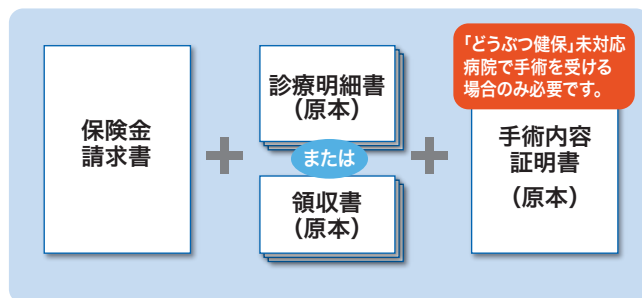 保険金
請求書
診療明細書
（原本）
または
領収書
（原本）
「どうぶつ健保」未対応
病院で手術を受ける
場合のみ必要です。
手術内容
証明書
（原本）